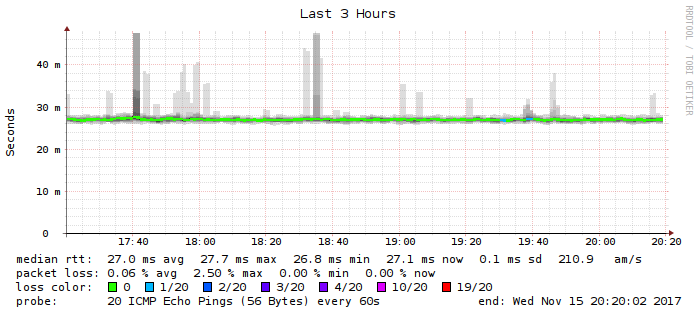 Last 3 Hours
RRDTOOL / TOBI OETIKER
Seconds
40 m
30 m
20 m
10 m
0
17:40 18:00 18:20 18:40 19:00 19:20 19:40 20:00 20:20
median rtt: 27.0 ms avg 27.7 ms max 26.8 ms min 27.1 ms now 0.1 ms sd 210.9 am/s
packet loss: 0.06 % avg 2.50 % max 0.00 % min 0.00 % now
loss color: 0 1/20 2/20 3/20 4/20 10/20 19/20
probe: 20 ICMP Echo Pings (56 Bytes) every 60s end: Wed Nov 15 20:20:02 2017